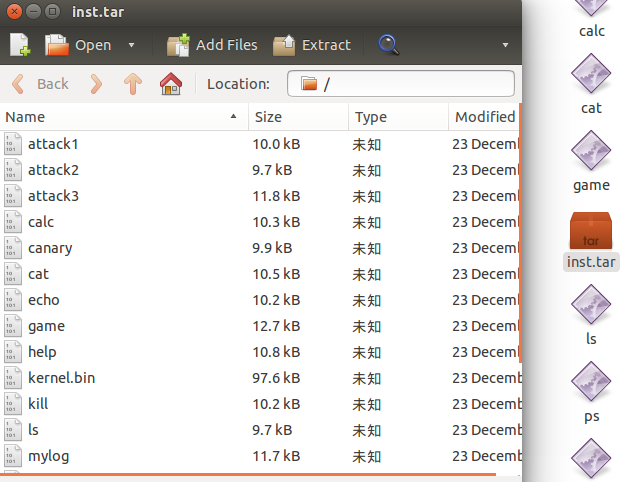 inst.tar
Open Add Files Extract
Back Location: /
Name Size Type Modified
attack1 10.0 kB 未知 23 Decemb
attack2 9.7 kB 未知 23 Decemb
attack3 11.8 kB 未知 23 Decemb
calc 10.3 kB 未知 23 Decemb
canary 9.9 kB 未知 23 Decemb
cat 10.5 kB 未知 23 Decemb
echo 10.2 kB 未知 23 Decemb
game 12.7 kB 未知 23 Decemb
help 10.8 kB 未知 23 Decemb
kernel.bin 97.6 kB 未知 23 Decemb
kill 10.2 kB 未知 23 Decemb
ls 9.7 kB 未知 23 Decemb
mylog 11.7 kB 未知 23 Decemb
calc
cat
game
tar
inst.tar
ls
ps